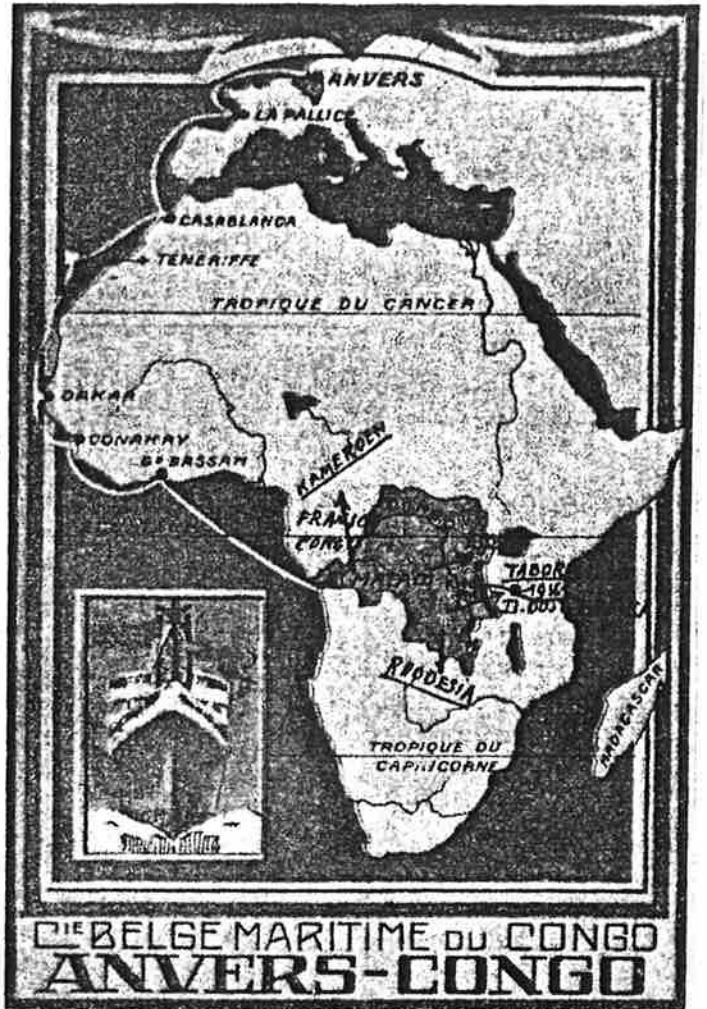 ANVERS
LA PALLICE
CASABLANCA
TENERIFFE
TROPIQUE DU CANCER
DAKAR
CONAKRY
Gd BASSAM
KAMEROEN
MATADI
RHODESIA
TROPIQUE DU
CAPRICORNE
MADAGASCAR
CIE BELGE MARITIME DU CONGO
ANVERS-CONGO